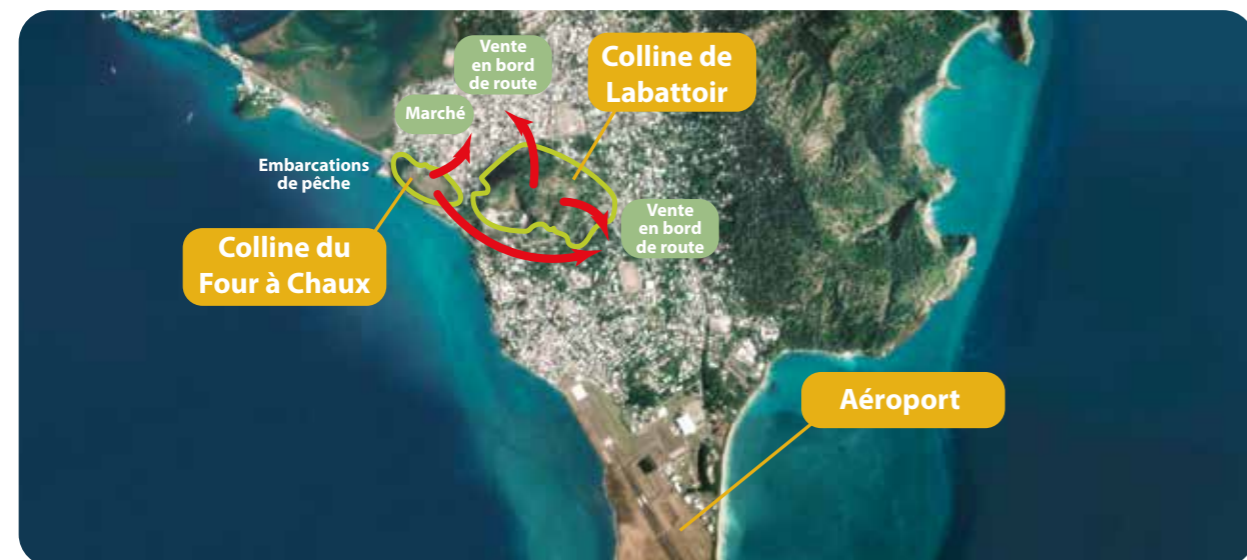 Vente
en bord
de route
Colline de
Labattoir
Marché
Embarcations
de pêche
Vente
en bord
de route
Colline du
Four à Chaux
Aéroport